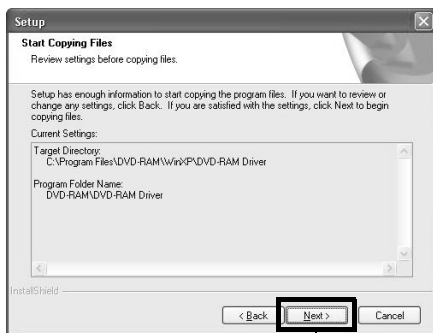 Setup
Start Copying Files
Review settings before copying files.
Setup has enough information to start copying the program files. If you want to review or
change any settings, click Back. If you are satisfied with the settings, click Next to begin
copying files.
Current Settings:
Target Directory:
C:\Program Files\DVD-RAM\WinXP\DVD-RAM Driver
Program Folder Name:
DVD-RAM\DVD-RAM Driver
InstallShield
< Back
Next >
Cancel